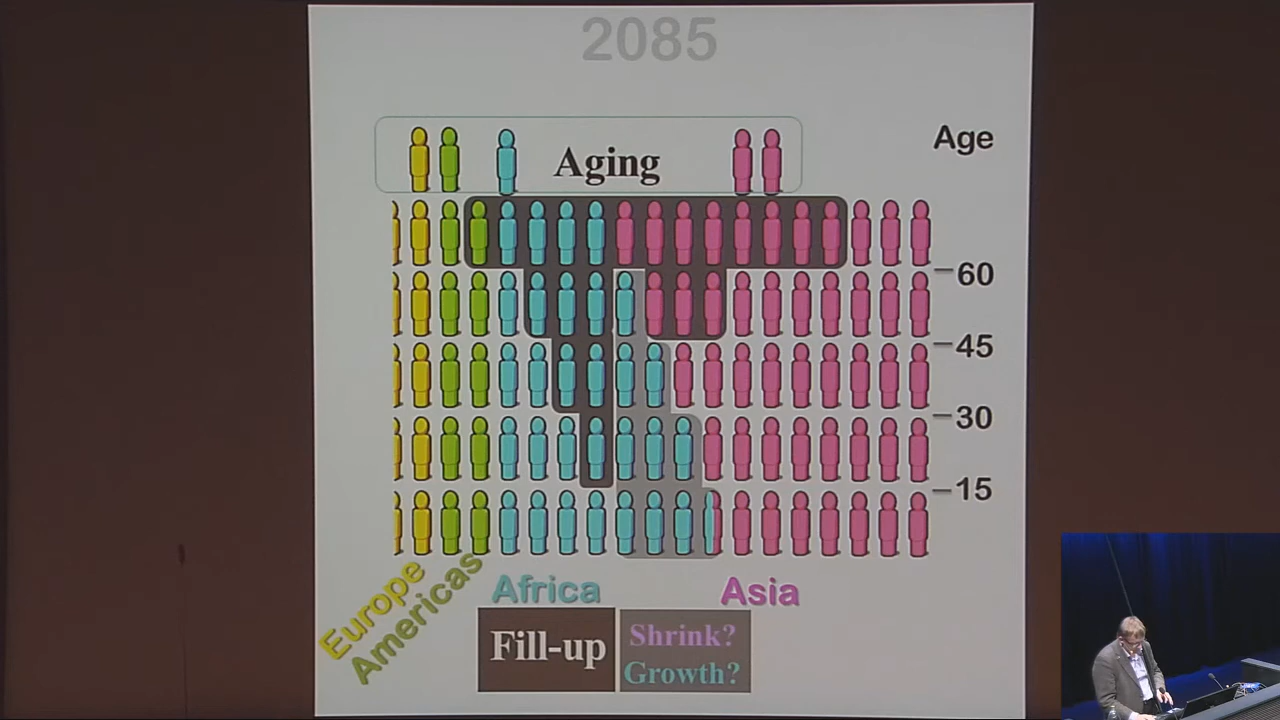 2085
Aging
Age
60
45
30
15
Europe
Americas
Africa
Asia
Fill-up
Shrink?
Growth?